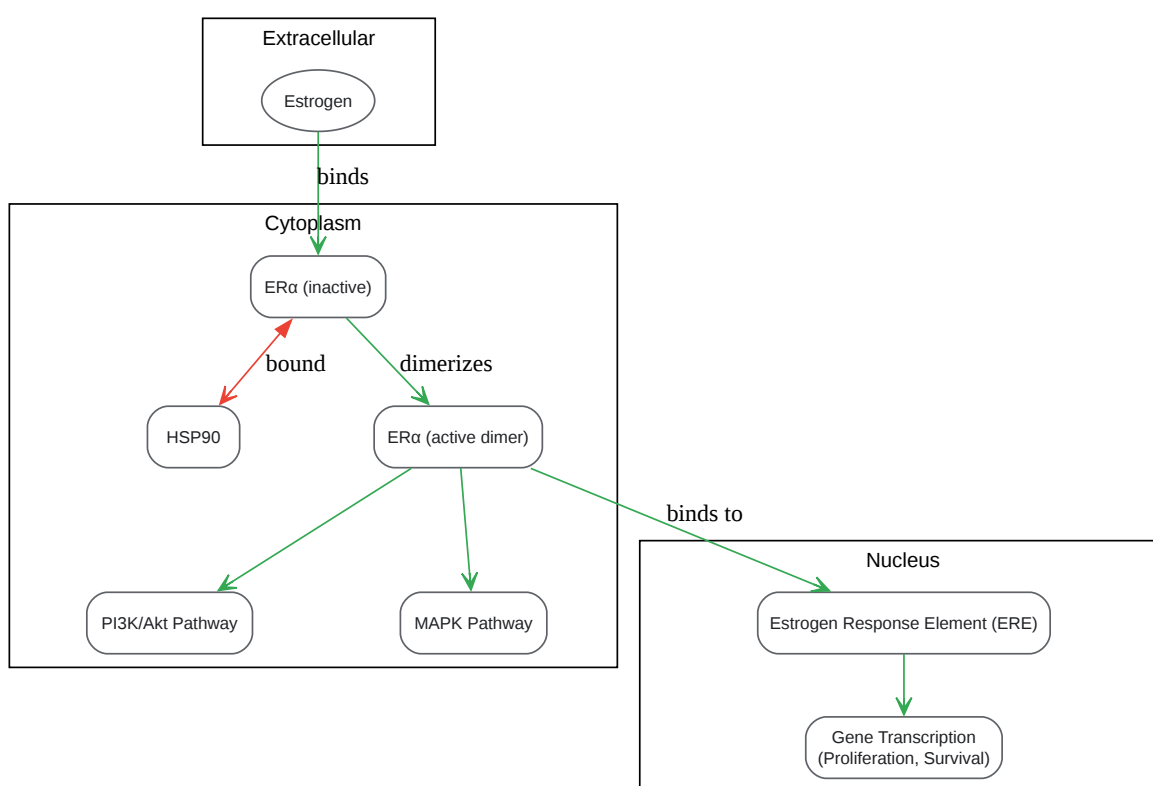 Extracellular
Estrogen
binds
Cytoplasm
ERα (inactive)
bound
dimerizes
HSP90
ERα (active dimer)
binds to
Nucleus
PI3K/Akt Pathway
MAPK Pathway
Estrogen Response Element (ERE)
Gene Transcription
(Proliferation, Survival)